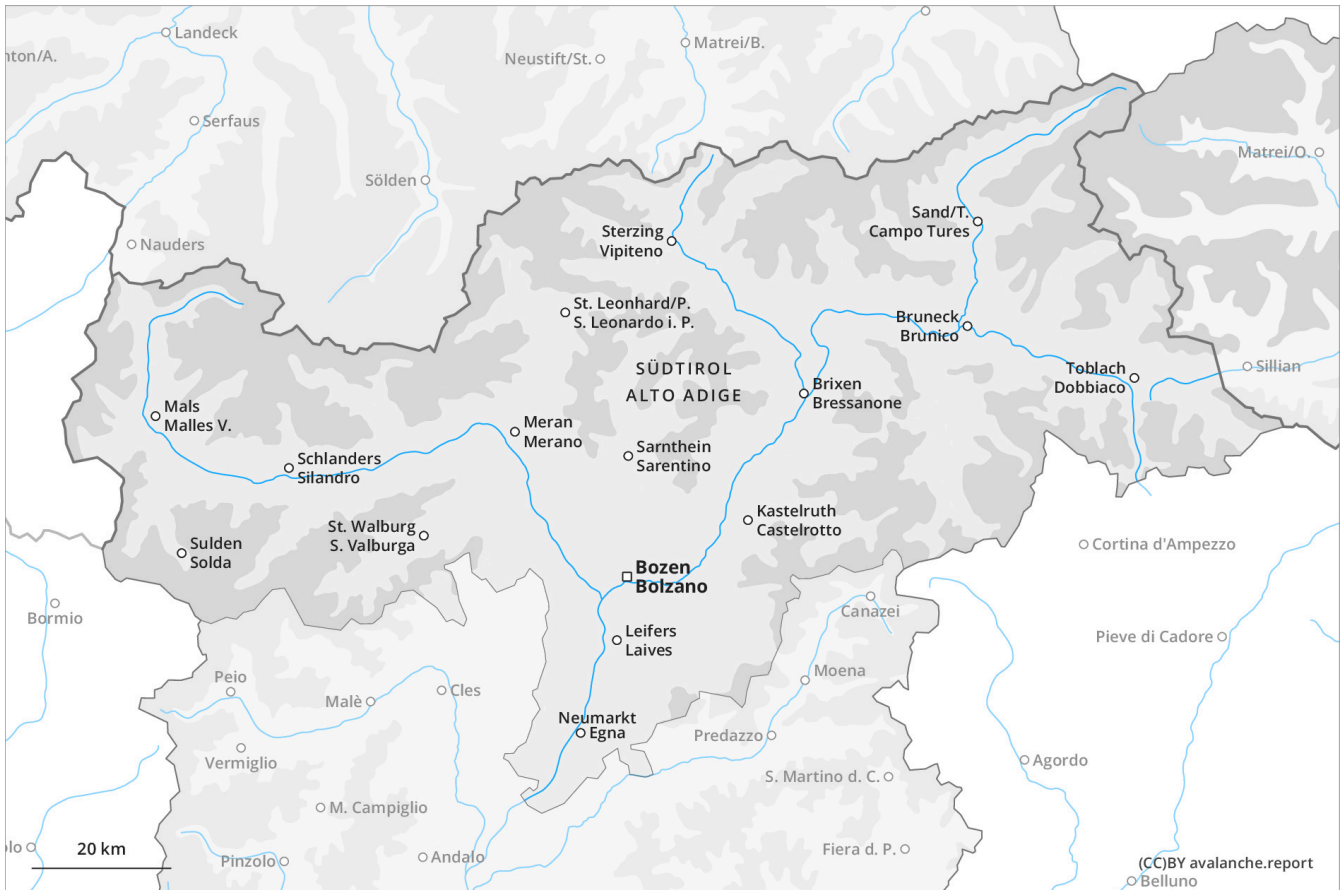 Landeck
nton/A.
Matrei/B.
Neustift/St.
Serfaus
Matrei/O.
Sölden
Sand/T.
Campo Tures
Sterzing
Vipiteno
Nauders
St. Leonhard/P.
S. Leonardo i. P.
Bruneck
Brunico
SÜDTIROL
ALTO ADIGE
Toblach
Dobbiaco
Sillian
Brixen
Bressanone
Mals
Malles V.
Meran
Merano
Sarnthein
Sarentino
Schlanders
Silandro
Kastelruth
Castelrotto
St. Walburg
S. Valburga
Sulden
Solda
Cortina d'Ampezzo
Bozen
Bolzano
Bormio
Canazei
Leifers
Laives
Pieve di Cadore
Peio
Malè
Cles
Moena
Neumarkt
Egna
Predazzo
Vermiglio
Agordo
S. Martino d. C.
M. Campiglio
20 km
Pinzolo
Andalo
Fiera d. P.
(CC)BY avalanche.report
Belluno